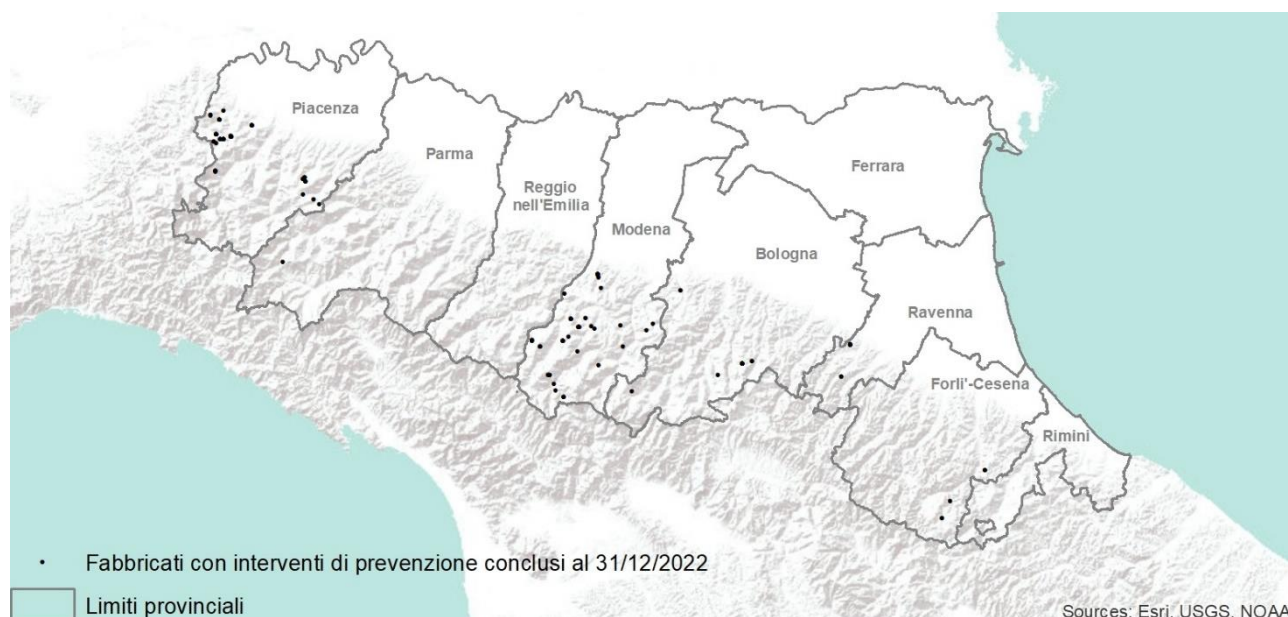 Piacenza
Parma
Reggio
nell'Emilia
Modena
Ferrara
Bologna
Ravenna
Forli'-Cesena
Rimini
Fabbricati con interventi di prevenzione conclusi al 31/12/2022
Limiti provinciali
Sources: Esri, USGS, NOAA